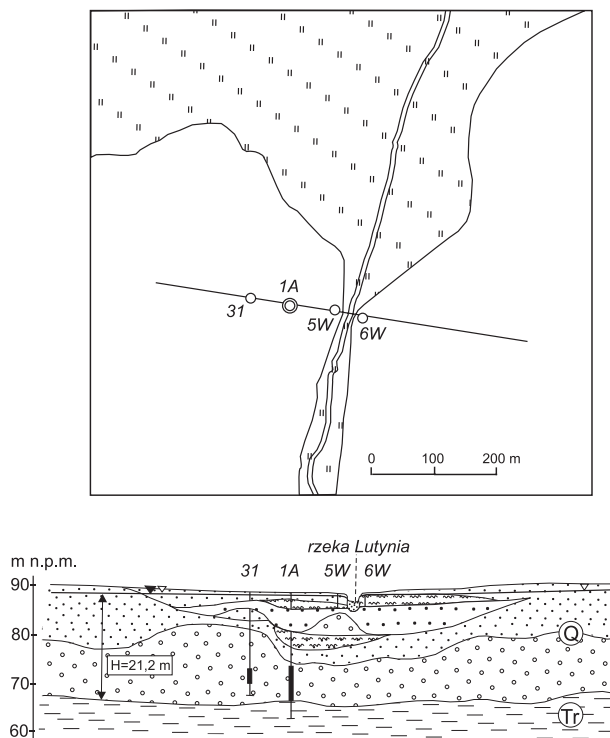 1A
31
5W
6W
0 100 200 m
rzeka Lutynia
m n.p.m. 31 1A 5W 6W
90
80
Q
H=21,2 m
70
Tr
60